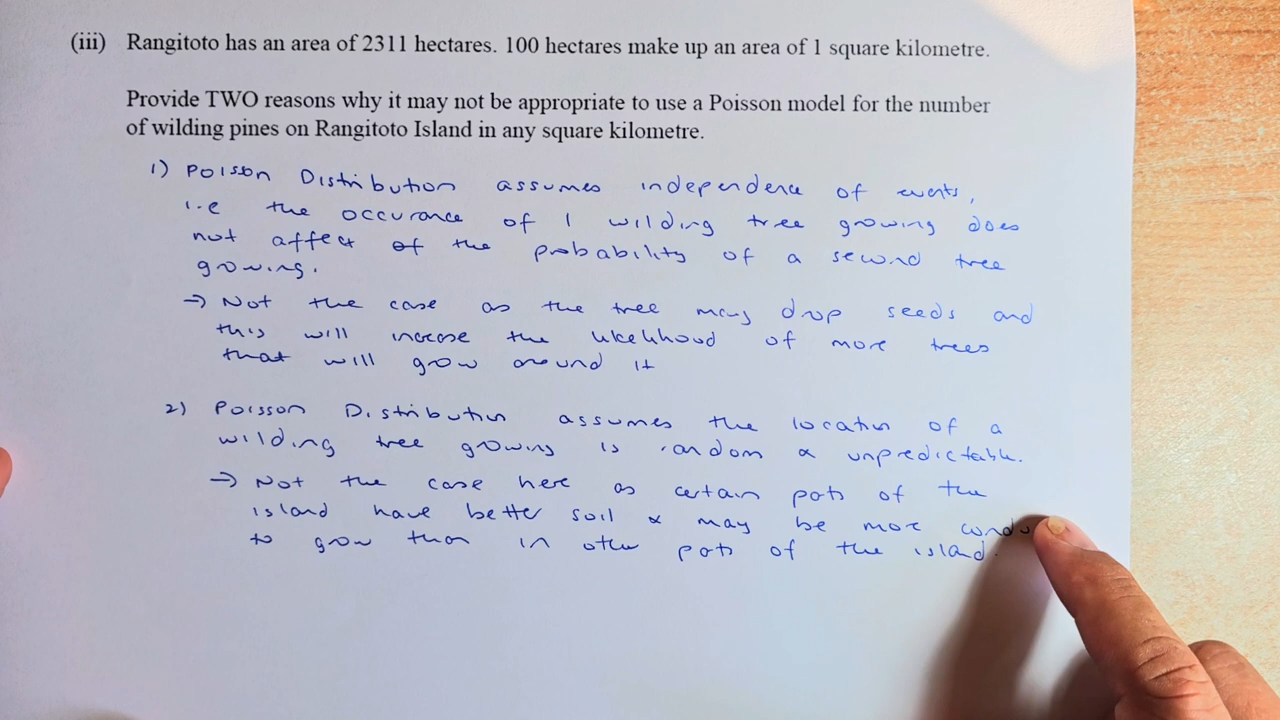 (iii) Rangitoto has an area of 2311 hectares. 100 hectares make up an area of 1 square kilometre.
Provide TWO reasons why it may not be appropriate to use a Poisson model for the number
of wilding pines on Rangitoto Island in any square kilometre.
1) Poisson Distribution assumes independence of events,
i.e the occurance of 1 wilding tree growing does
not affect of the probability of a second tree
growing.
→ Not the case as the tree may drop seeds and
this will increase the likelihood of more trees
that will grow around it
2) Poisson Distribution assumes the location of a
wilding tree growing is random & unpredictable.
→ Not the case here as certain parts of the
island have better soil & may be more
to grow than in other parts of the island.